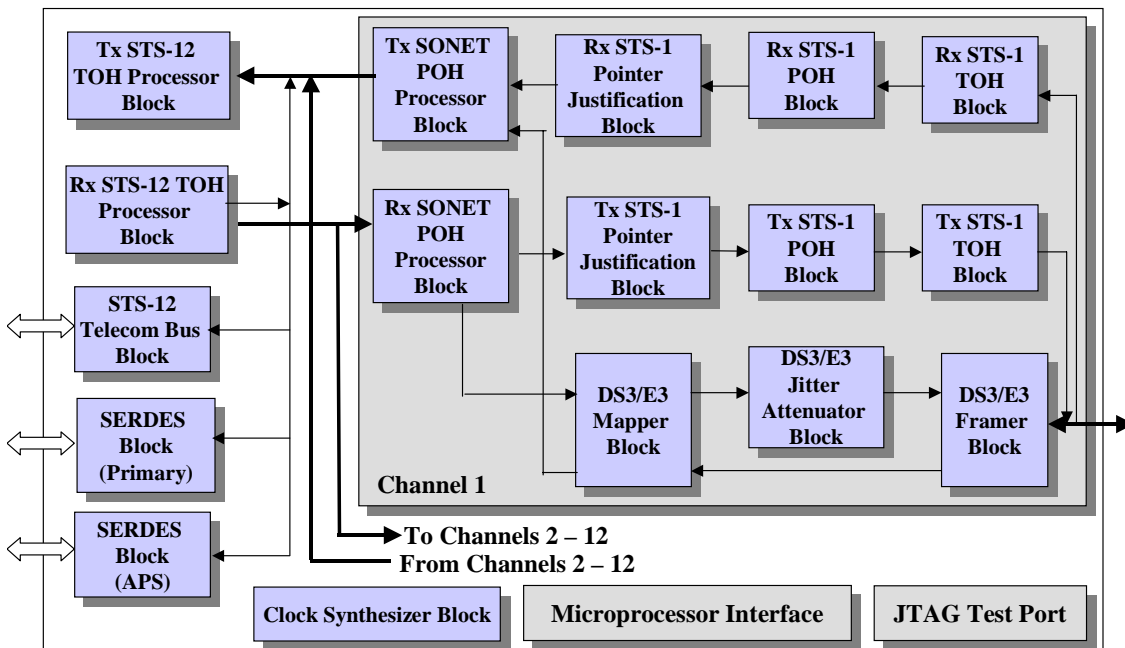 Tx STS-12
TOH Processor
Block
Tx SONET
POH
Processor
Block
Rx STS-1
Pointer
Justification
Block
Rx STS-1
POH
Block
Rx STS-1
TOH
Block
Rx STS-12 TOH
Processor
Block
Rx SONET
POH
Processor
Block
Tx STS-1
Pointer
Justification
Block
Tx STS-1
POH
Block
Tx STS-1
TOH
Block
STS-12
Telecom Bus
Block
DS3/E3
Mapper
Block
DS3/E3
Jitter
Attenuator
Block
DS3/E3
Framer
Block
SERDES
Block
(Primary)
Channel 1
SERDES
Block
(APS)
To Channels 2 – 12
From Channels 2 – 12
Clock Synthesizer Block
Microprocessor Interface
JTAG Test Port